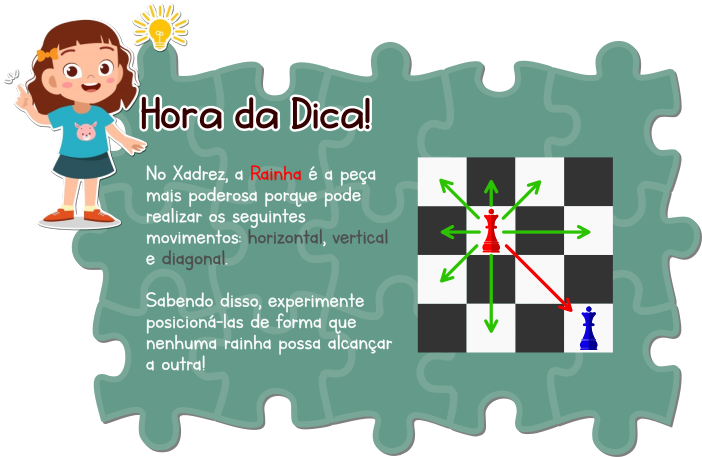 Hora da Dica!
No Xadrez, a Rainha é a peça
mais poderosa porque pode
realizar os seguintes
movimentos: horizontal, vertical
e diagonal.
Sabendo disso, experimente
posicioná-las de forma que
nenhuma rainha possa alcançar
a outra!